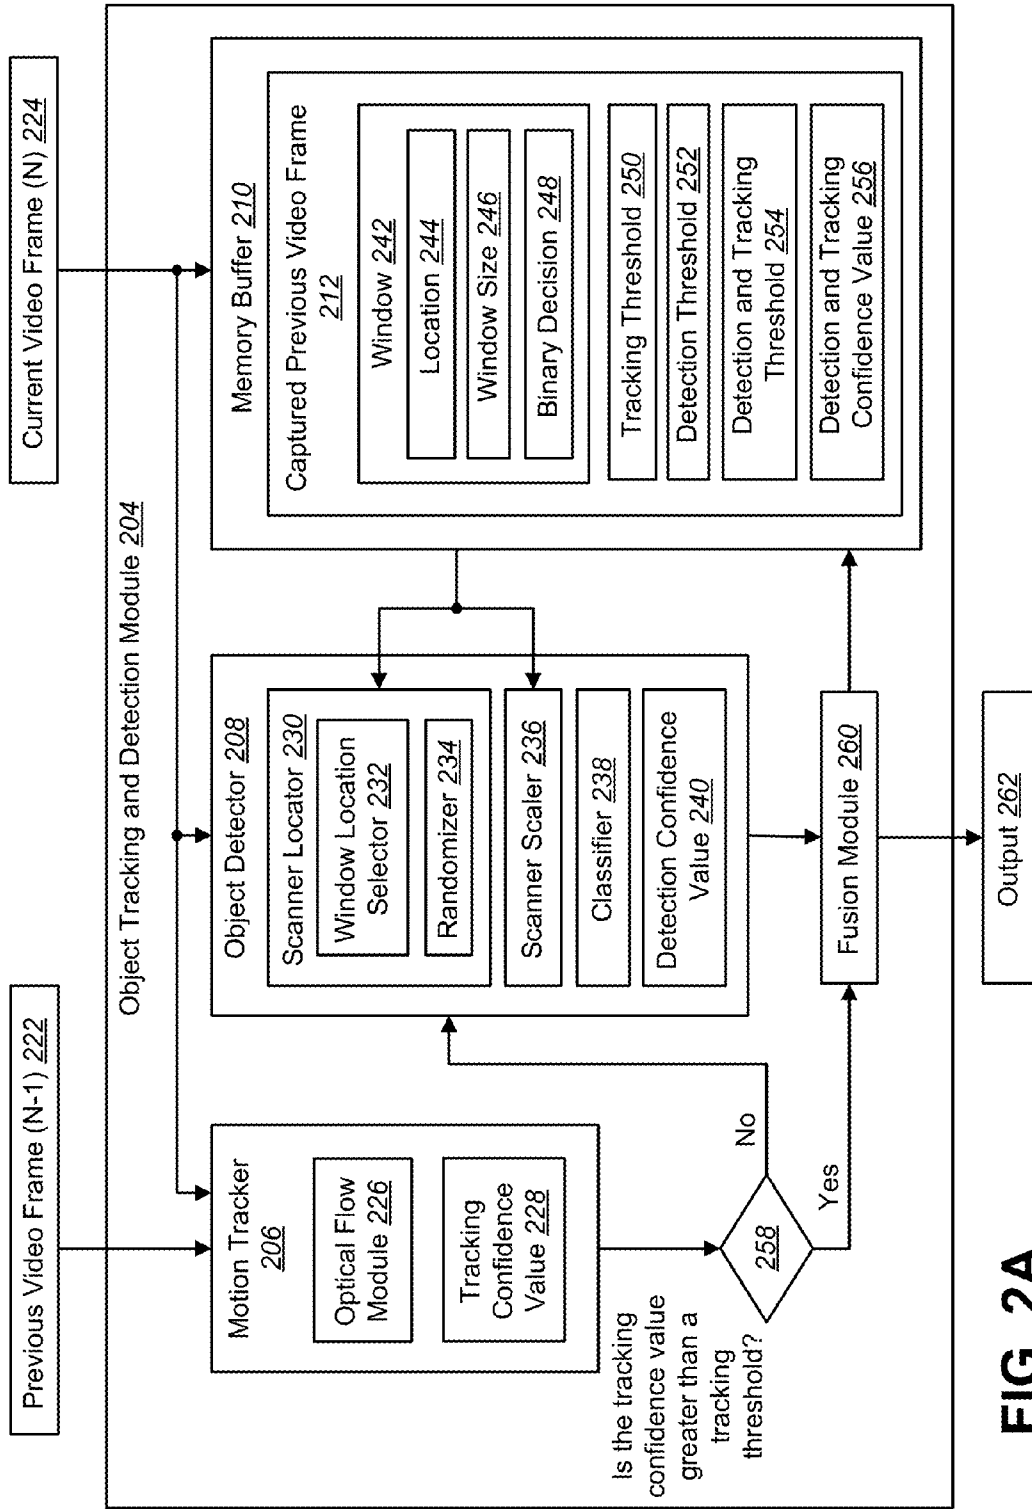 Previous Video Frame (N-1) 222
Current Video Frame (N) 224
Object Tracking and Detection Module 204
Motion Tracker
206
Optical Flow
Module 226
Tracking
Confidence
Value 228
Is the tracking
confidence value
greater than a
tracking
threshold?
258
No
Yes
Object Detector 208
Scanner Locator 230
Window Location
Selector 232
Randomizer 234
Scanner Scaler 236
Classifier 238
Detection Confidence
Value 240
Memory Buffer 210
Captured Previous Video Frame
212
Window 242
Location 244
Window Size 246
Binary Decision 248
Tracking Threshold 250
Detection Threshold 252
Detection and Tracking
Threshold 254
Detection and Tracking
Confidence Value 256
Fusion Module 260
Output 262
FIG. 2A